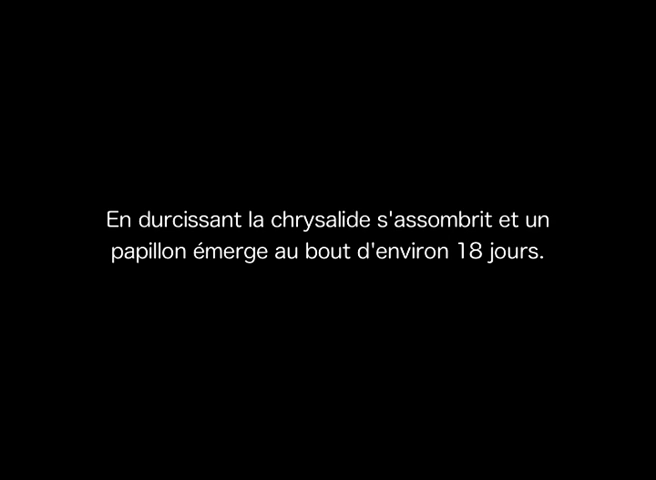 En durcissant la chrysalide s'assombrit et un
papillon émerge au bout d'environ 18 jours.